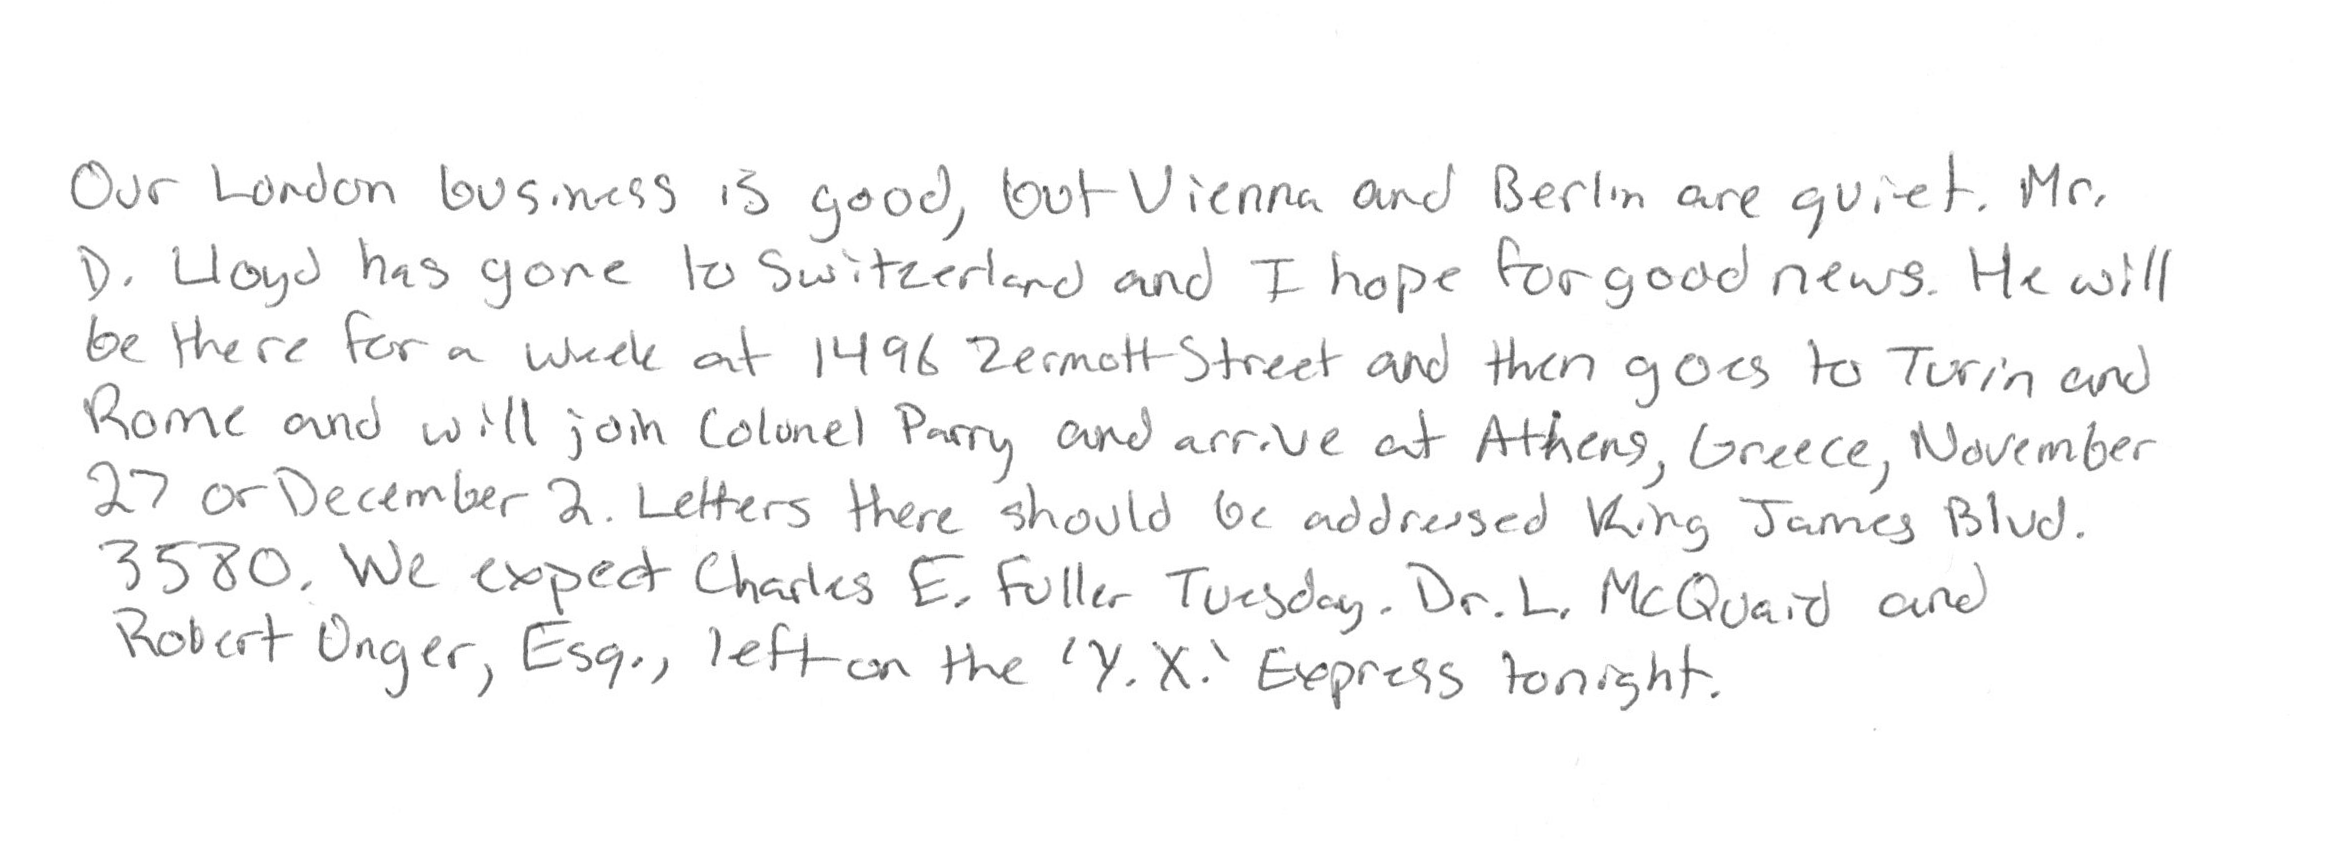 Our London business is good, but Vienna and Berlin are quiet. Mr.
D. Lloyd has gone to Switzerland and I hope for good news. He will
be there for a week at 1496 Zermott Street and then goes to Turin and
Rome and will join Colonel Parry and arrive at Athens, Greece, November
27 or December 2. Letters there should be addressed King James Blvd.
3580. We expect Charles E. Fuller Tuesday. Dr. L. McQuaid and
Robert Unger, Esq., left on the 'Y. X.' Express tonight.